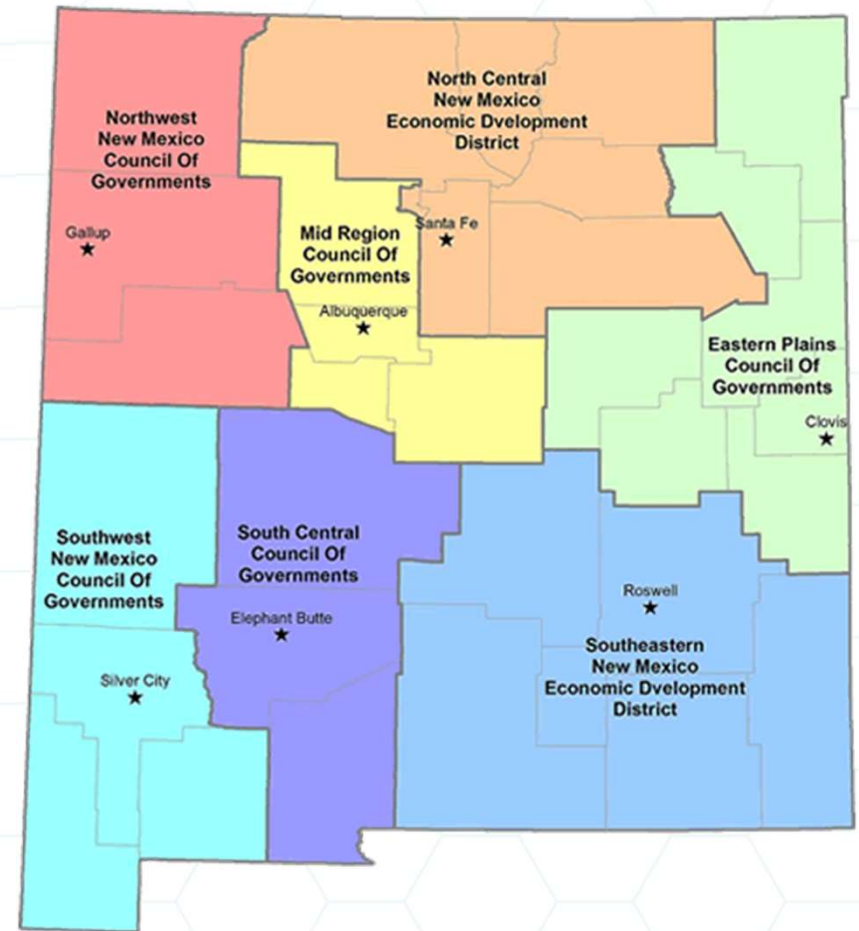 North Central
New Mexico
Economic Dvelopment
District
Northwest
New Mexico
Council Of
Governments
Gallup
Santa Fe
Mid Region
Council Of
Governments
Albuquerque
Eastern Plains
Council Of
Governments
Clovis
Southwest
New Mexico
Council Of
Governments
South Central
Council Of
Governments
Elephant Butte
Roswell
Silver City
Southeastern
New Mexico
Economic Dvelopment
District